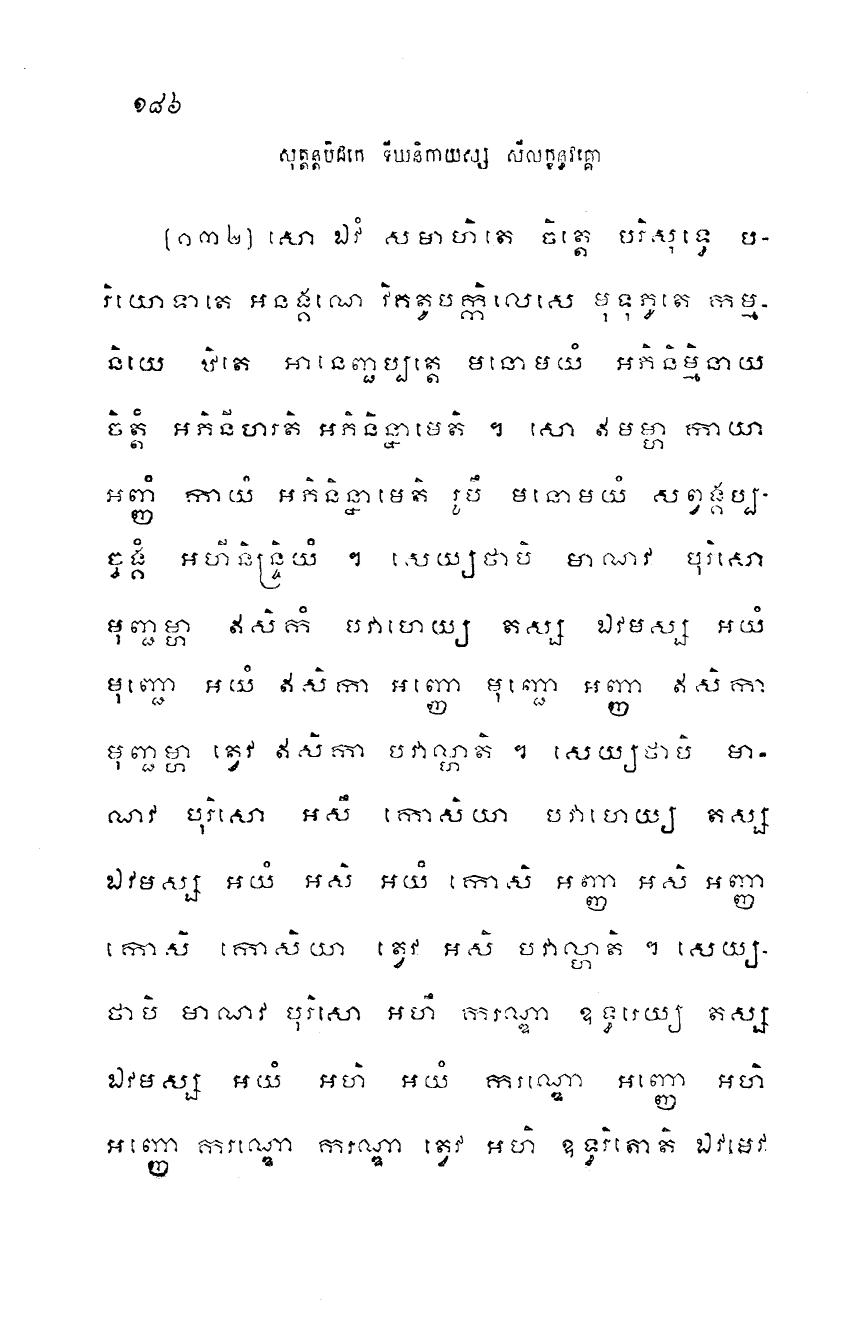 ១៨៦
សុត្តន្តបិដកេ ទីឃនិកាយស្ស សីលក្ខន្ធវគ្គោ
(១៣២) សោ ឯវំ សមាហិតេ ចិត្តេ បរិសុទ្ធេ ប-
រិយោទាតេ អនង្គណេ វិគតូបក្កិលេសេ មុទុភូតេ កម្ម-
និយេ ឋិតេ អានេញ្ជប្បត្តេ មនោមយំ អភិនិម្មិនាយ
ចិត្តំ អភិនីហរតិ អភិនិន្នាមេតិ ។ សោ ឥមម្ហា កាយា
អញ្ញំ កាយំ អភិនិន្នាមេតិ រូបឹ មនោមយំ សព្វង្គប្ប-
ច្ចង្គំ អហីនិន្ទ្រិយំ ។ សេយ្យថាបិ មាណវ បុរិសោ
មុញ្ជម្ហា ឥសិកំ បវាហេយ្យ តស្ស ឯវមស្ស អយំ
មុញ្ជោ អយំ ឥសិកា អញ្ញោ មុញ្ជោ អញ្ញា ឥសិកា
មុញ្ជម្ហា ត្វេវ ឥសិកា បវាឡ្ហាតិ ។ សេយ្យថាបិ មា-
ណវ បុរិសោ អសឹ កោសិយា បវាហេយ្យ តស្ស
ឯវមស្ស អយំ អសិ អយំ កោសិ អញ្ញា អសិ អញ្ញា
កោសិ កោសិយា ត្វេវ អសិ បវាឡ្ហាតិ ។ សេយ្យ-
ថាបិ មាណវ បុរិសោ អហឹ ករណ្ឌា ឧទ្ធរេយ្យ តស្ស
ឯវមស្ស អយំ អហិ អយំ ករណ្ឌោ អញ្ញោ អហិ
អញ្ញោ ករណ្ឌោ ករណ្ឌា ត្វេវ អហិ ឧទ្ធរិតោតិ ឯវមេវ